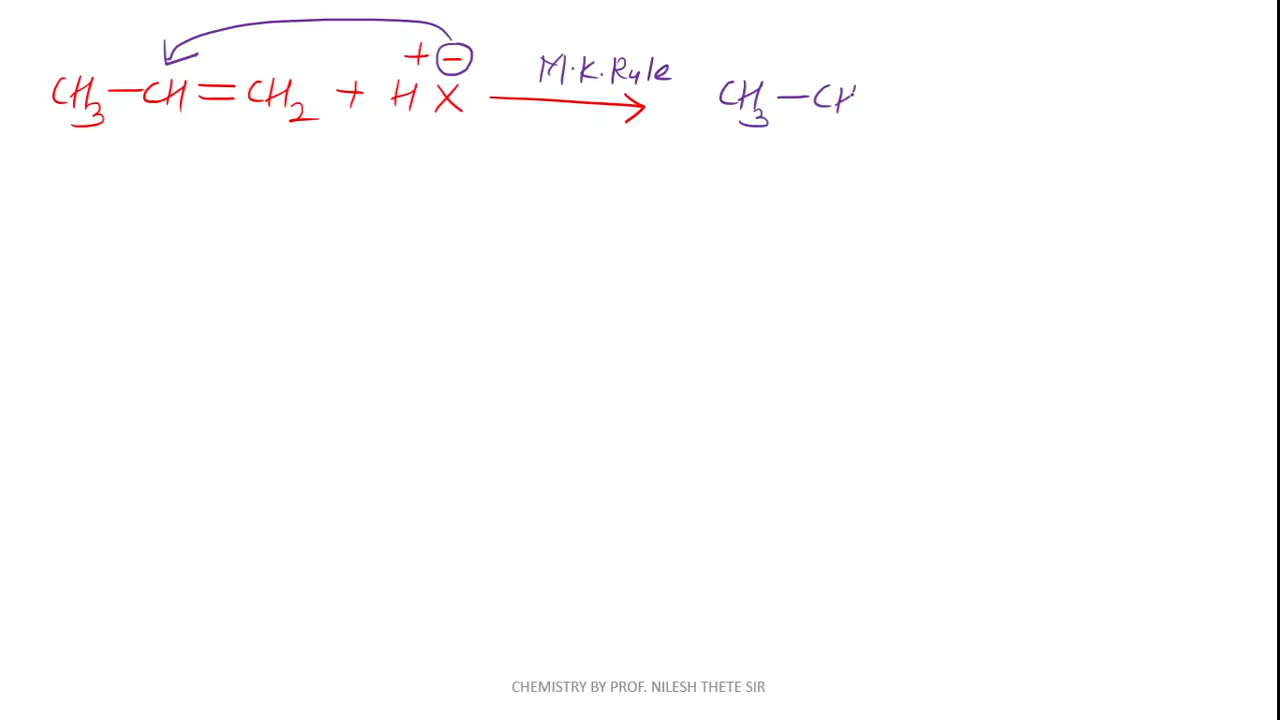 + −
CH3 — CH = CH2 + H X ⟶ M.K.Rule CH3 — CH
CHEMISTRY BY PROF. NILESH THETE SIR